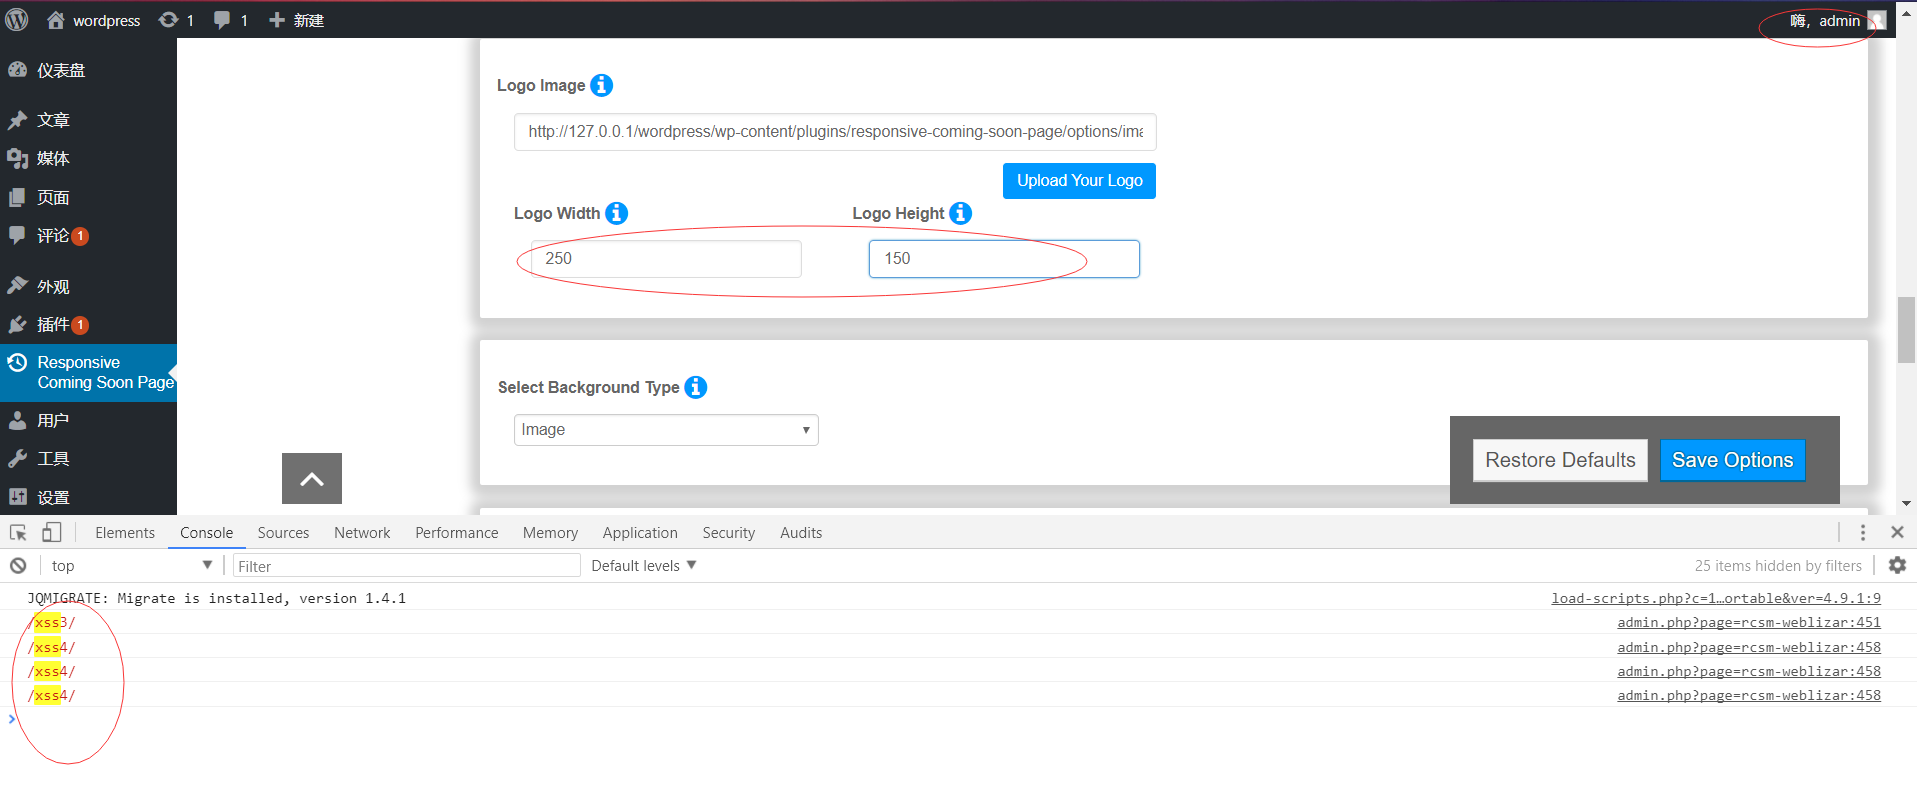 wordpress 1 1 新建
嗨，admin
仪表盘
文章
媒体
页面
评论 1
外观
插件 1
Responsive
Coming Soon Page
用户
工具
设置
Logo Image
http://127.0.0.1/wordpress/wp-content/plugins/responsive-coming-soon-page/options/ima
Upload Your Logo
Logo Width Logo Height
250 150
Select Background Type
Image
Restore Defaults Save Options
Elements Console Sources Network Performance Memory Application Security Audits
top Filter Default levels 25 items hidden by filters
JQMIGRATE: Migrate is installed, version 1.4.1 load-scripts.php?c=1…ortable&ver=4.9.1:9
/xss3/ admin.php?page=rcsm-weblizar:451
/xss4/ admin.php?page=rcsm-weblizar:458
/xss4/ admin.php?page=rcsm-weblizar:458
/xss4/ admin.php?page=rcsm-weblizar:458